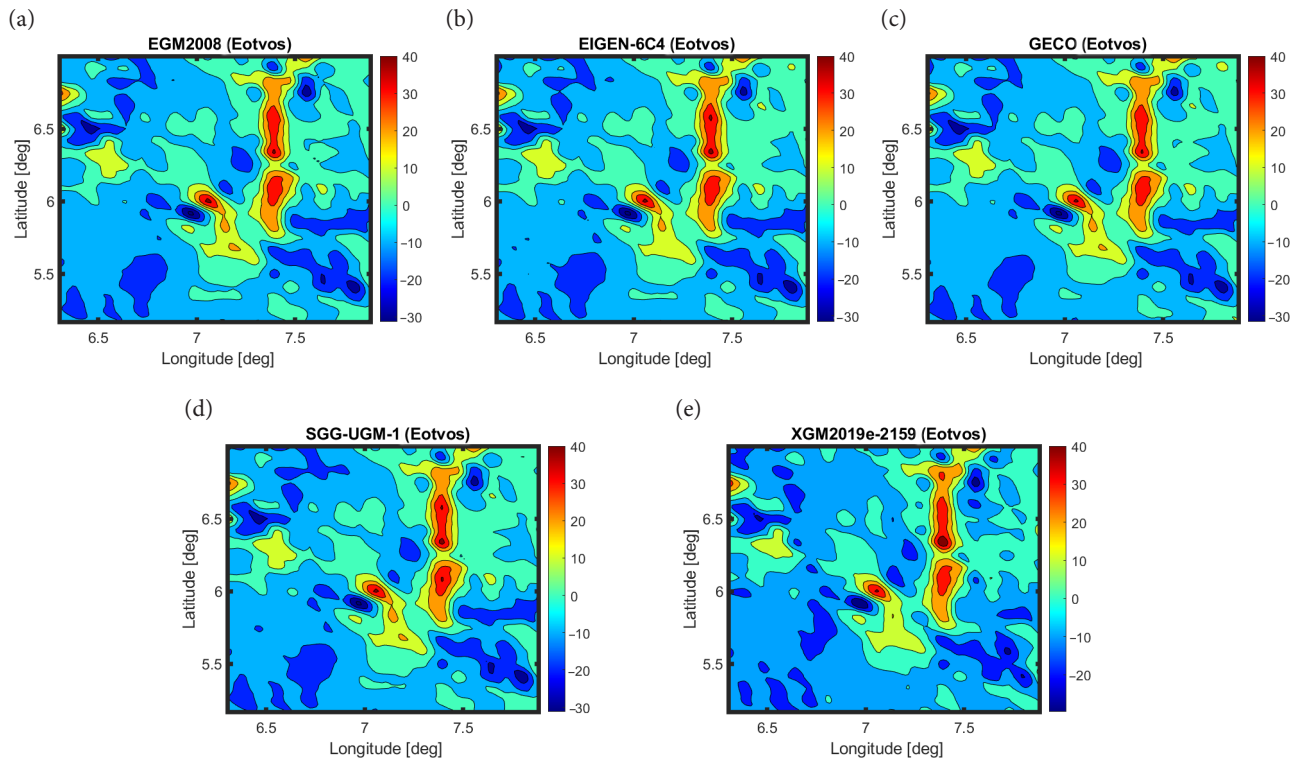 (a)
EGM2008 (Eotvos)
Latitude [deg]
6.5
6
5.5
6.5 7 7.5
Longitude [deg]
40
30
20
10
0
−10
−20
−30
(b)
EIGEN-6C4 (Eotvos)
Latitude [deg]
6.5
6
5.5
6.5 7 7.5
Longitude [deg]
40
30
20
10
0
−10
−20
−30
(c)
GECO (Eotvos)
Latitude [deg]
6.5
6
5.5
6.5 7 7.5
Longitude [deg]
40
30
20
10
0
−10
−20
−30
(d)
SGG-UGM-1 (Eotvos)
Latitude [deg]
6.5
6
5.5
6.5 7 7.5
Longitude [deg]
40
30
20
10
0
−10
−20
−30
(e)
XGM2019e-2159 (Eotvos)
Latitude [deg]
6.5
6
5.5
6.5 7 7.5
Longitude [deg]
40
30
20
10
0
−10
−20